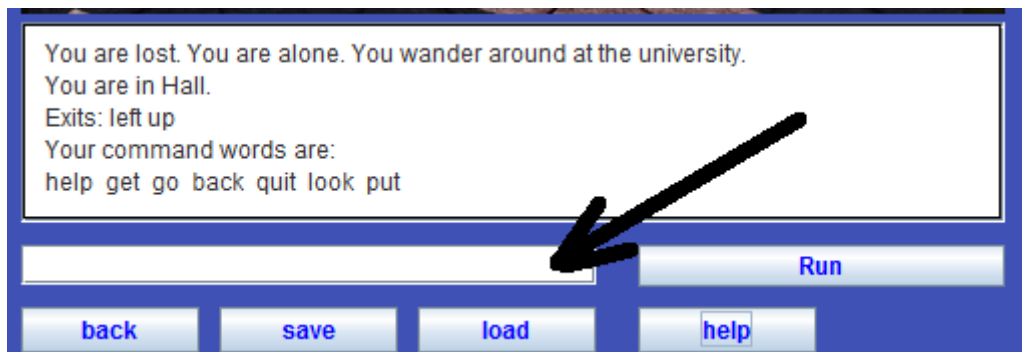 You are lost. You are alone. You wander around at the university.
You are in Hall.
Exits: left up
Your command words are:
help get go back quit look put
Run
back save load help